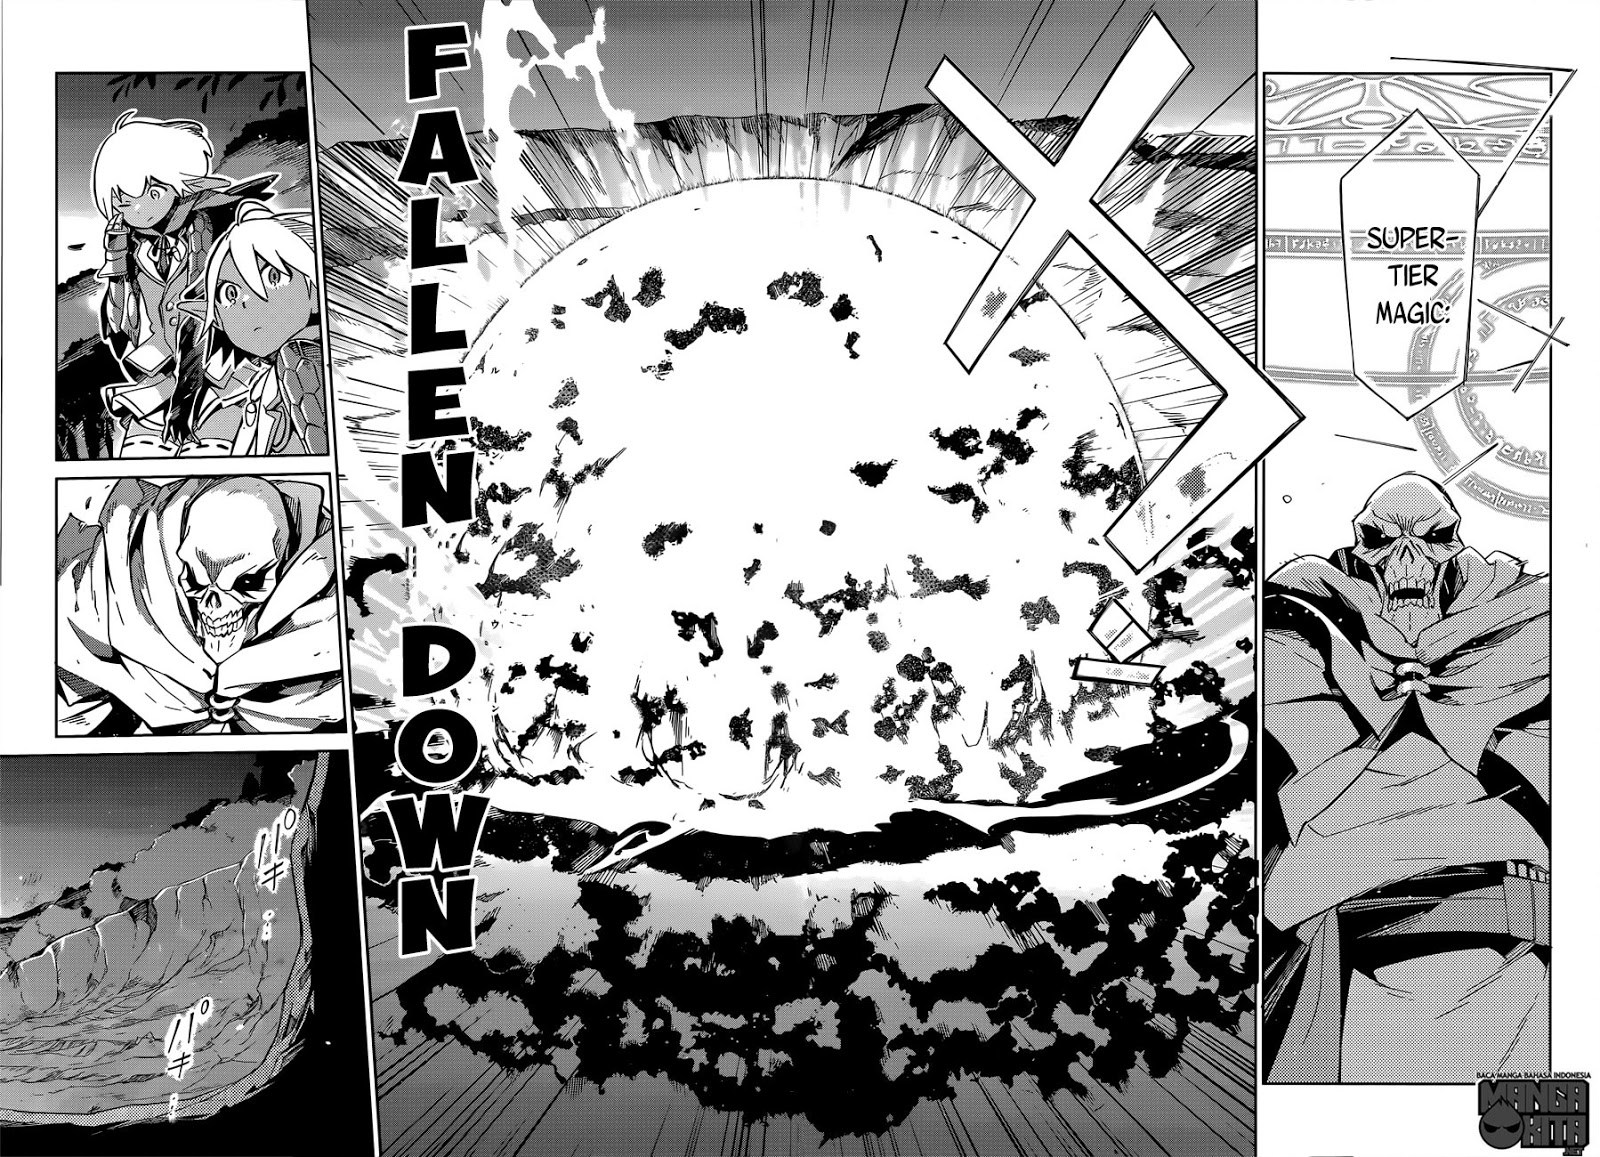 SUPER-
TIER
MAGIC:
FALLEN DOWN
パキ
パキ
BACA MANGA BAHASA INDONESIA
MANGA
KITA